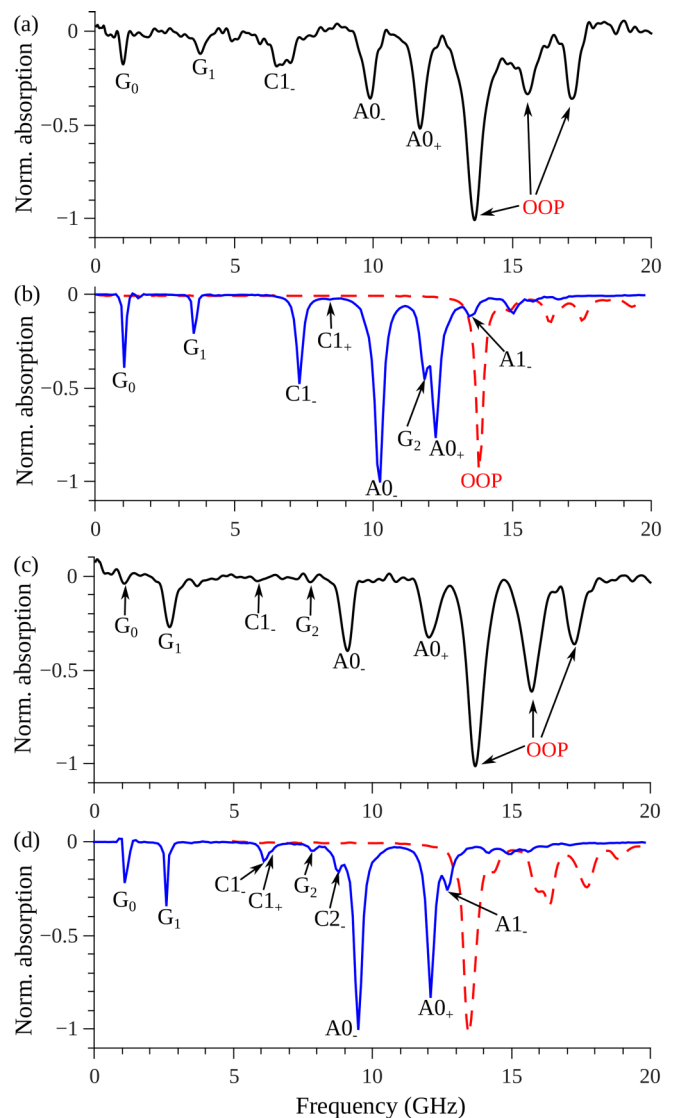 (a)
Norm. absorption
0
−0.5
−1
G₀
G₁
C1₋
A0₋
A0₊
OOP
0 5 10 15 20
(b)
Norm. absorption
0
−0.5
−1
G₀
G₁
C1₋
C1₊
A0₋
G₂
A0₊
OOP
A1₋
0 5 10 15 20
(c)
Norm. absorption
0
−0.5
−1
G₀
G₁
C1₋
G₂
A0₋
A0₊
OOP
0 5 10 15 20
(d)
Norm. absorption
0
−0.5
−1
G₀
G₁
C1₋
C1₊
G₂
C2₋
A0₋
A0₊
A1₋
0 5 10 15 20
Frequency (GHz)